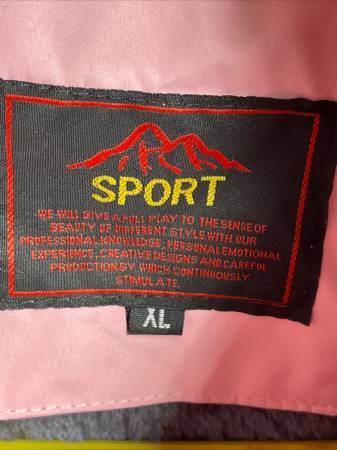 SPORT
WE WILL GIVE A FULL PLAY TO THE SENSE OF
BEAUTY OF DIFFERENT STYLE WITH OUR
PROFESSIONAL KNOWLEDGE, PERSONAL EMOTIONAL
EXPERIENCE, CREATIVE DESIGNS AND CAREFUL
PRODUCTION BY WHICH CONTINUOUSLY
STIMULATE.
XL